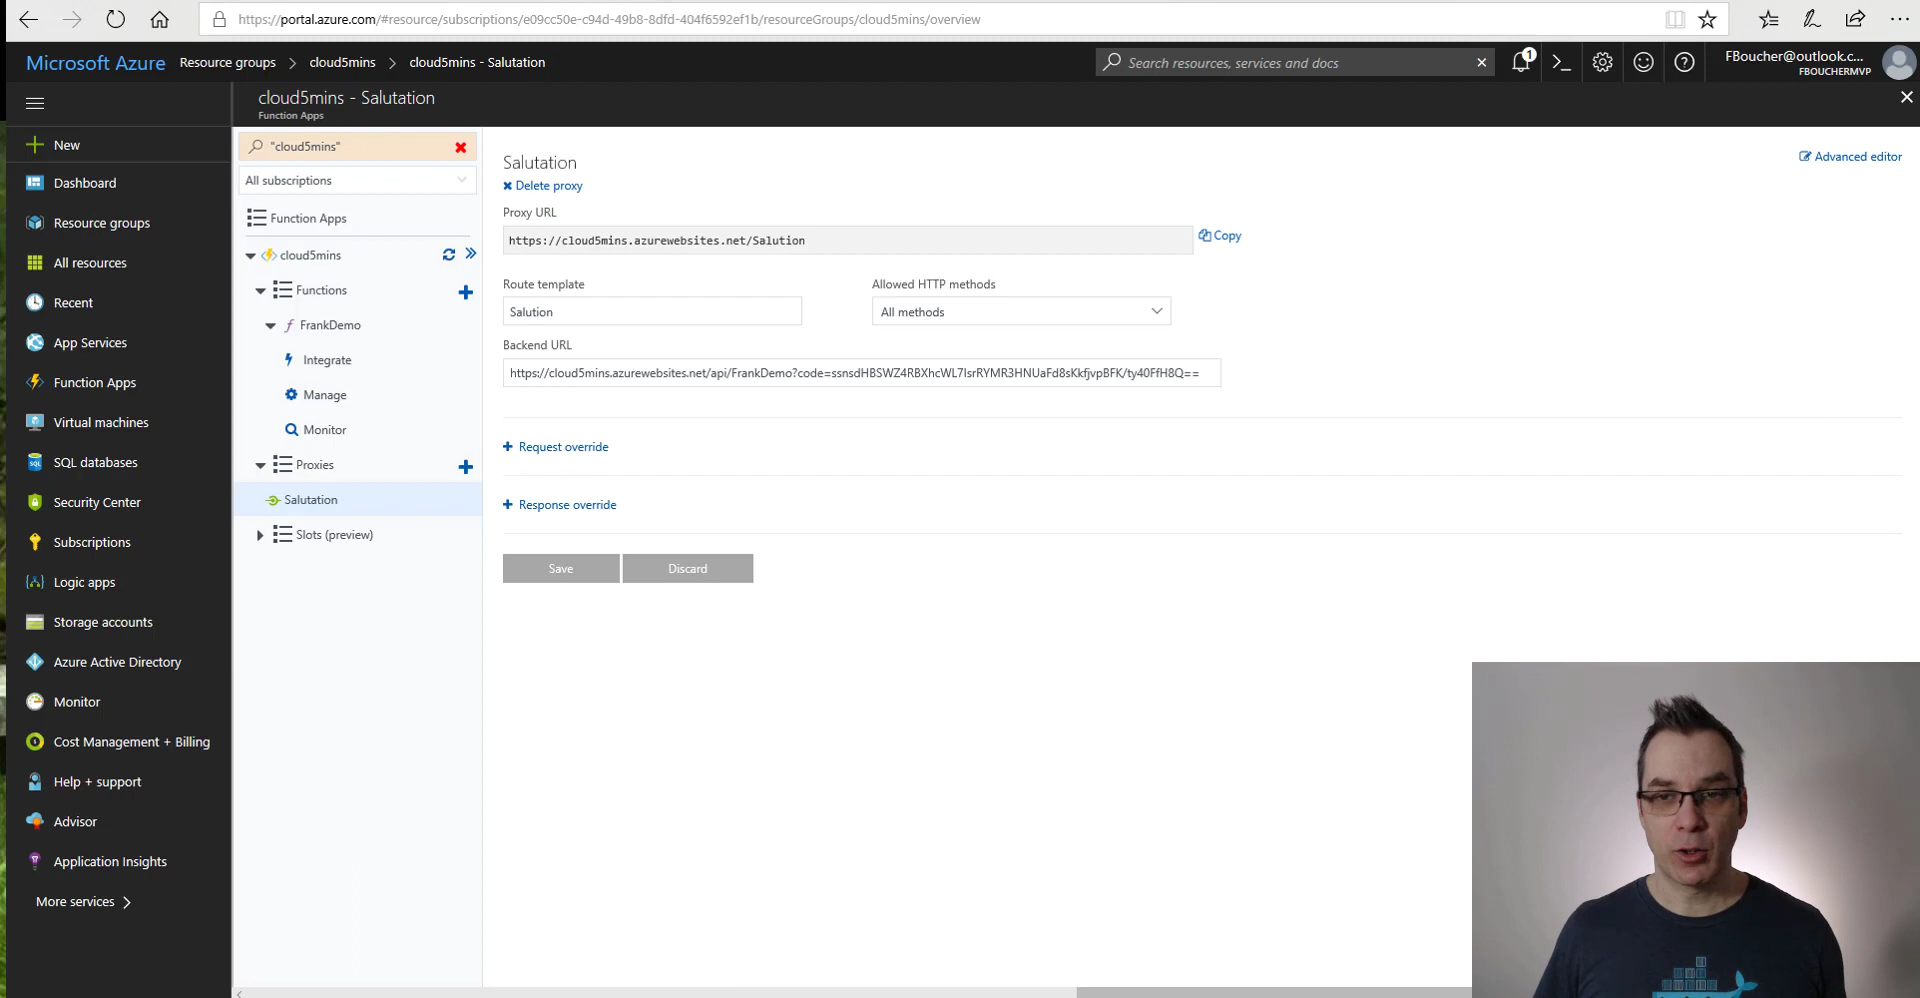 https://portal.azure.com/#resource/subscriptions/e09cc50e-c94d-49b8-8dfd-404f6592ef1b/resourceGroups/cloud5mins/overview
Microsoft Azure
Resource groups > cloud5mins > cloud5mins - Salutation
Search resources, services and docs
1
FBoucher@outlook.c...
FBOUCHERMVP
cloud5mins - Salutation
Function Apps
New
Dashboard
Resource groups
All resources
Recent
App Services
Function Apps
Virtual machines
SQL databases
Security Center
Subscriptions
Logic apps
Storage accounts
Azure Active Directory
Monitor
Cost Management + Billing
Help + support
Advisor
Application Insights
More services >
"cloud5mins"
All subscriptions
Function Apps
cloud5mins
Functions
FrankDemo
Integrate
Manage
Monitor
Proxies
Salutation
Slots (preview)
Salutation
Advanced editor
Delete proxy
Proxy URL
https://cloud5mins.azurewebsites.net/Salution
Copy
Route template
Allowed HTTP methods
Salution
All methods
Backend URL
https://cloud5mins.azurewebsites.net/api/FrankDemo?code=ssnsdHBSWZ4RBXhcWL7IsrRYMR3HNUaFd8sKkfjvpBFK/ty40FfH8Q==
Request override
Response override
Save
Discard